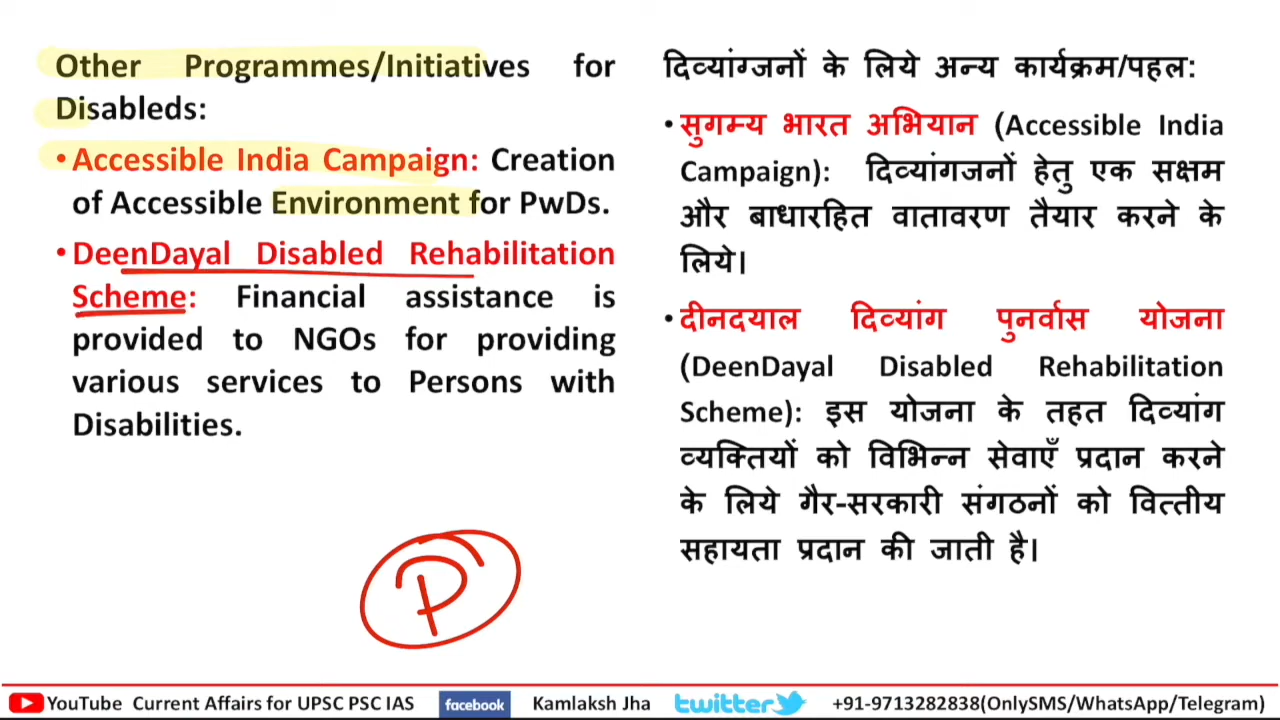 Other Programmes/Initiatives for
Disableds:
• Accessible India Campaign: Creation
of Accessible Environment for PwDs.
• DeenDayal Disabled Rehabilitation
Scheme: Financial assistance is
provided to NGOs for providing
various services to Persons with
Disabilities.
P
दिव्यांग्जनों के लिये अन्य कार्यक्रम/पहल:
• सुगम्य भारत अभियान (Accessible India
Campaign): दिव्यांगजनों हेतु एक सक्षम
और बाधारहित वातावरण तैयार करने के
लिये।
• दीनदयाल दिव्यांग पुनर्वास योजना
(DeenDayal Disabled Rehabilitation
Scheme): इस योजना के तहत दिव्यांग
व्यक्तियों को विभिन्न सेवाएँ प्रदान करने
के लिये गैर-सरकारी संगठनों को वित्तीय
सहायता प्रदान की जाती है।
YouTube Current Affairs for UPSC PSC IAS facebook Kamlaksh Jha twitter +91-9713282838(OnlySMS/WhatsApp/Telegram)